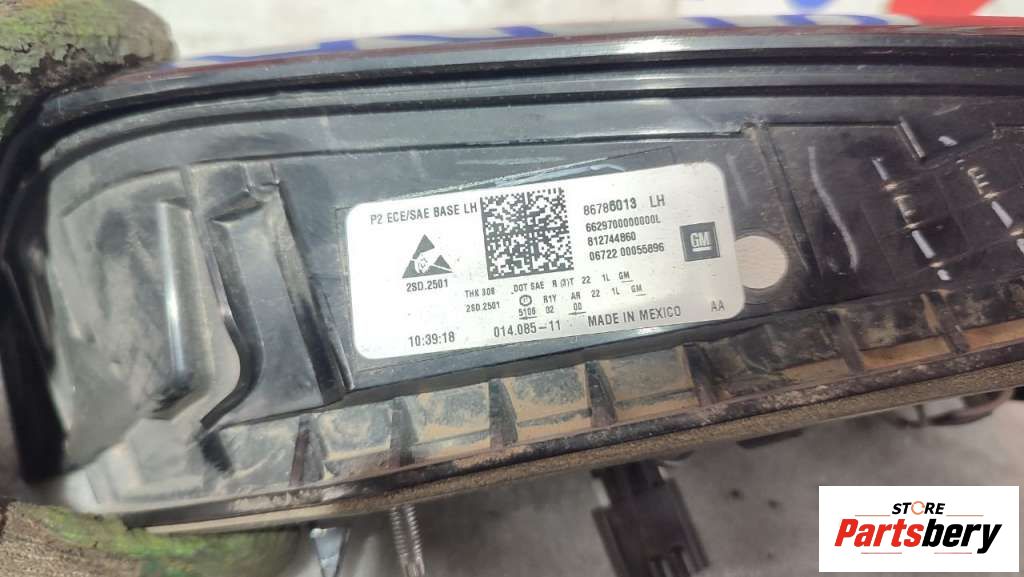 P2 ECE/SAE BASE LH
86786013 LH
6629700000000L
812744860
06722 00055896
GM
2SD.2501
THK 308 DOT SAE R (3)T 22 1L GM
2SD.2501 R1Y AR 22 1L GM
5106 02 00
10:39:18 014.085-11 MADE IN MEXICO AA
STORE
Partsbery